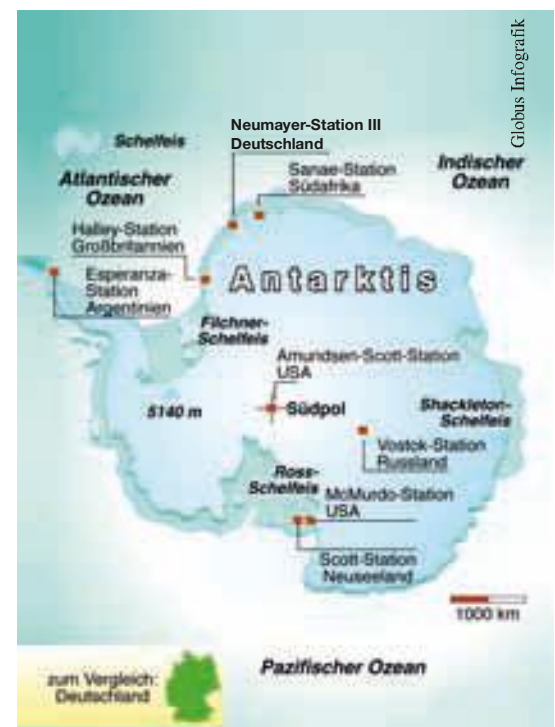 Globus Infografik
Neumayer-Station III
Deutschland
Schelfeis
Sanae-Station
Südafrika
Indischer
Ozean
Atlantischer
Ozean
Halley-Station
Großbritannien
Esperanza-
Station
Argentinien
Antarktis
Filchner-
Schelfeis
Amundsen-Scott-Station
USA
5140 m
Südpol
Shackleton-
Schelfeis
Vostok-Station
Russland
Ross-
Schelfeis
McMurdo-Station
USA
Scott-Station
Neuseeland
1000 km
Pazifischer Ozean
zum Vergleich:
Deutschland